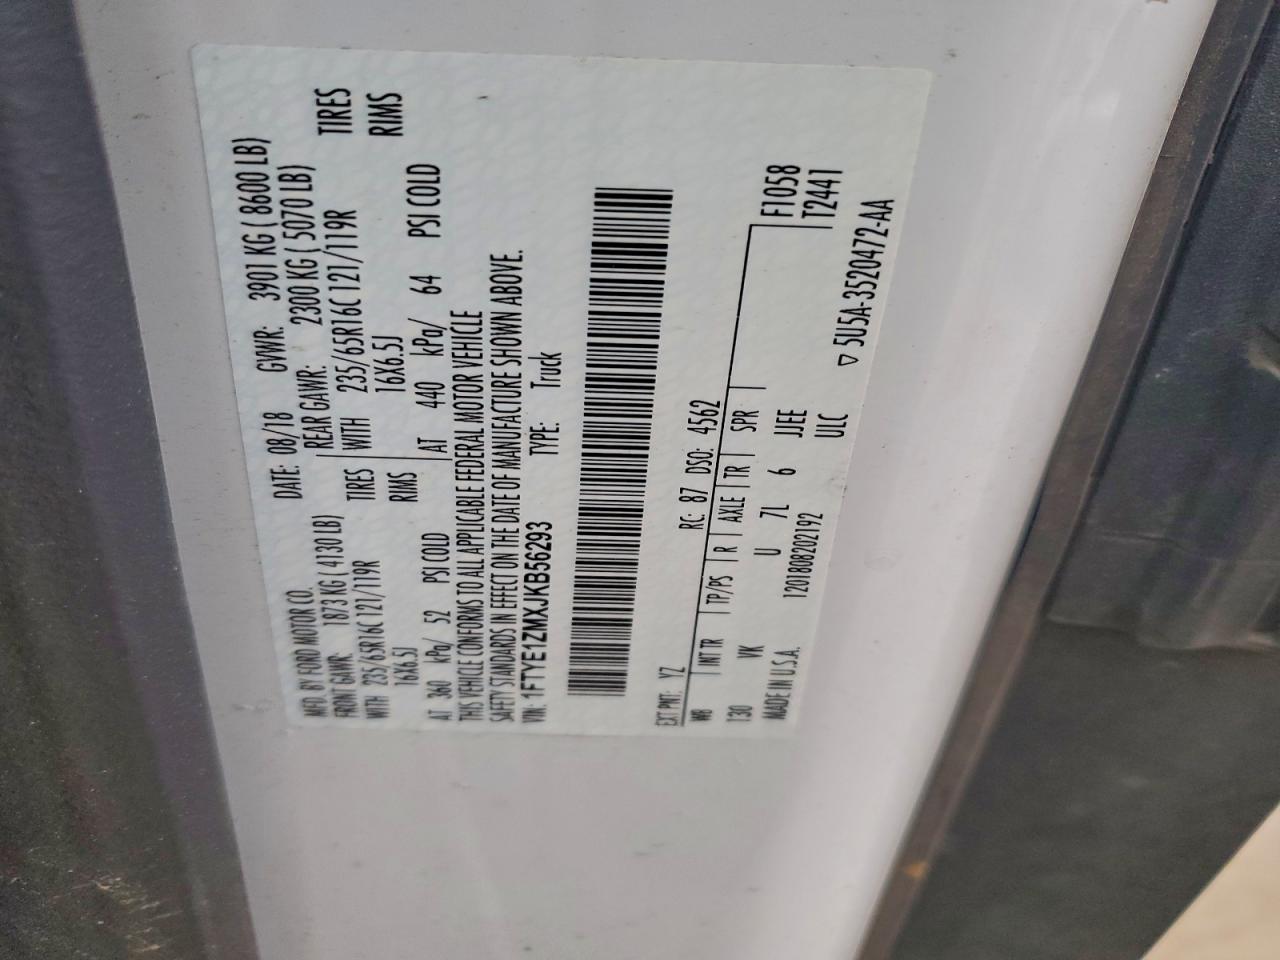 MFD. BY FORD MOTOR CO.
DATE: 08/18 GVWR: 3901 KG ( 8600 LB)
FRONT GAWR: 1873 KG ( 4130 LB) REAR GAWR: 2300 KG ( 5070 LB)
WITH 235/65R16C 121/119R TIRES WITH 235/65R16C 121/119R TIRES
16X6.5J RIMS 16X6.5J RIMS
AT 360 kPa/ 52 PSI COLD AT 440 kPa/ 64 PSI COLD
THIS VEHICLE CONFORMS TO ALL APPLICABLE FEDERAL MOTOR VEHICLE
SAFETY STANDARDS IN EFFECT ON THE DATE OF MANUFACTURE SHOWN ABOVE.
VIN: 1FTYE1ZMXJKB56293 TYPE: Truck
EXT PNT: YZ RC: 87 DSO: 4562
WB INT TR TP/PS R AXLE TR SPR F1058
T2441
130 VK U 7L 6 JJEE
MADE IN U.S.A. 1201808202192 ULC
▽ 5U5A-3520472-AA